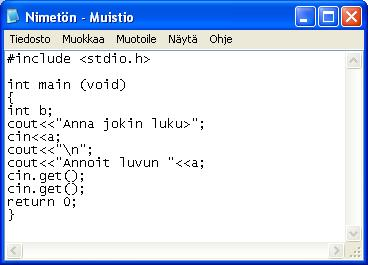 Nimetön - Muistio
Tiedosto Muokkaa Muotoile Näytä Ohje
#include <stdio.h>
int main (void)
{
int b;
cout<<"Anna jokin luku>";
cin<<a;
cout<<"\n";
cout<<"Annoit luvun "<<a;
cin.get();
cin.get();
return 0;
}